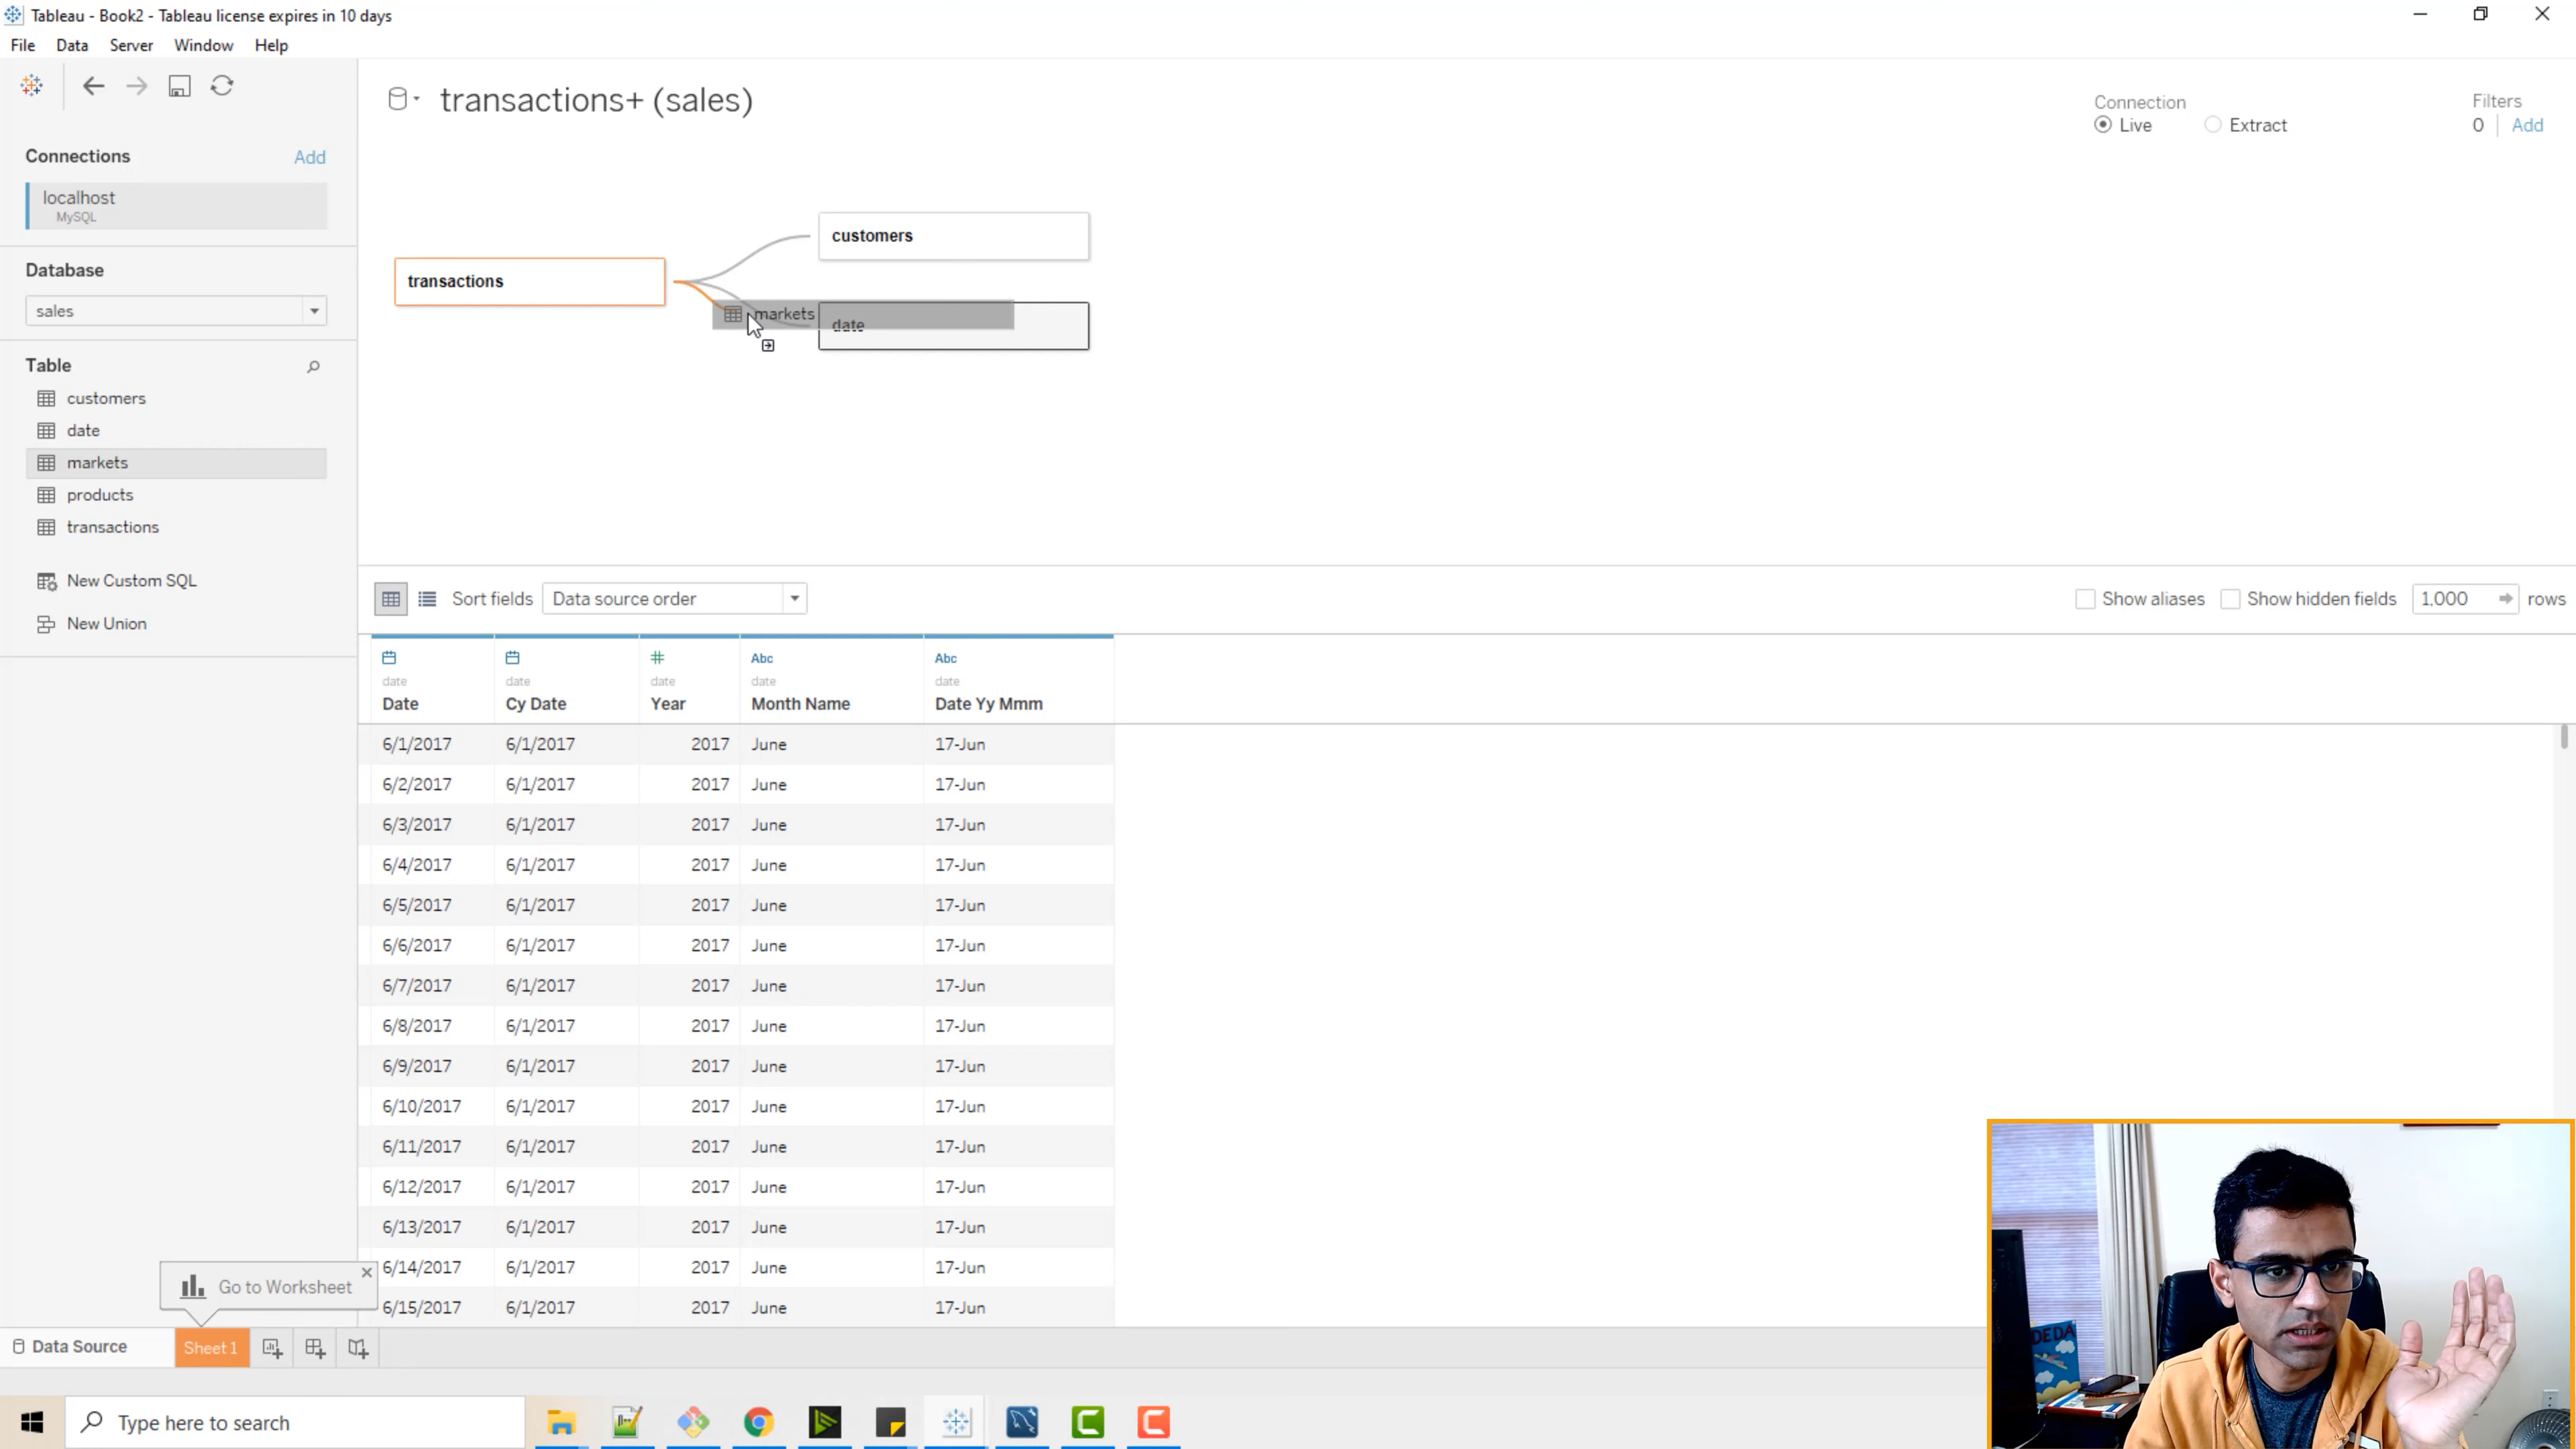 Tableau - Book2 - Tableau license expires in 10 days
File Data Server Window Help
Connections Add
localhost
MySQL
Database
sales
Table
customers
date
markets
products
transactions
New Custom SQL
New Union
transactions+ (sales)
Connection
Live Extract
Filters
0 Add
transactions
customers
markets
date
Sort fields Data source order
Show aliases Show hidden fields 1,000 rows
Abc Abc
date date date date date
Date Cy Date Year Month Name Date Yy Mmm
6/1/2017 6/1/2017 2017 June 17-Jun
6/2/2017 6/1/2017 2017 June 17-Jun
6/3/2017 6/1/2017 2017 June 17-Jun
6/4/2017 6/1/2017 2017 June 17-Jun
6/5/2017 6/1/2017 2017 June 17-Jun
6/6/2017 6/1/2017 2017 June 17-Jun
6/7/2017 6/1/2017 2017 June 17-Jun
6/8/2017 6/1/2017 2017 June 17-Jun
6/9/2017 6/1/2017 2017 June 17-Jun
6/10/2017 6/1/2017 2017 June 17-Jun
6/11/2017 6/1/2017 2017 June 17-Jun
6/12/2017 6/1/2017 2017 June 17-Jun
6/13/2017 6/1/2017 2017 June 17-Jun
6/14/2017 6/1/2017 2017 June 17-Jun
6/15/2017 6/1/2017 2017 June 17-Jun
Go to Worksheet
Data Source Sheet 1
Type here to search